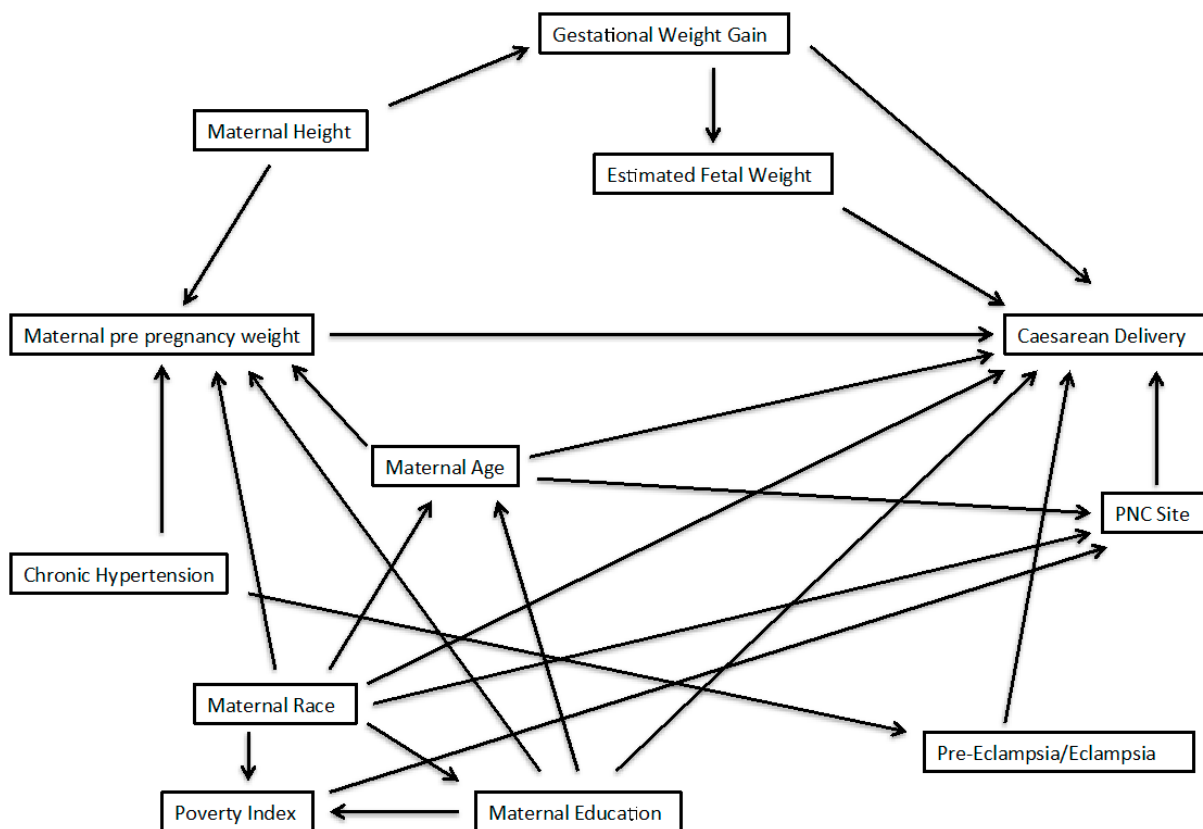 Gestational Weight Gain
Maternal Height
Estimated Fetal Weight
Maternal pre pregnancy weight
Caesarean Delivery
Maternal Age
PNC Site
Chronic Hypertension
Maternal Race
Pre-Eclampsia/Eclampsia
Poverty Index
Maternal Education